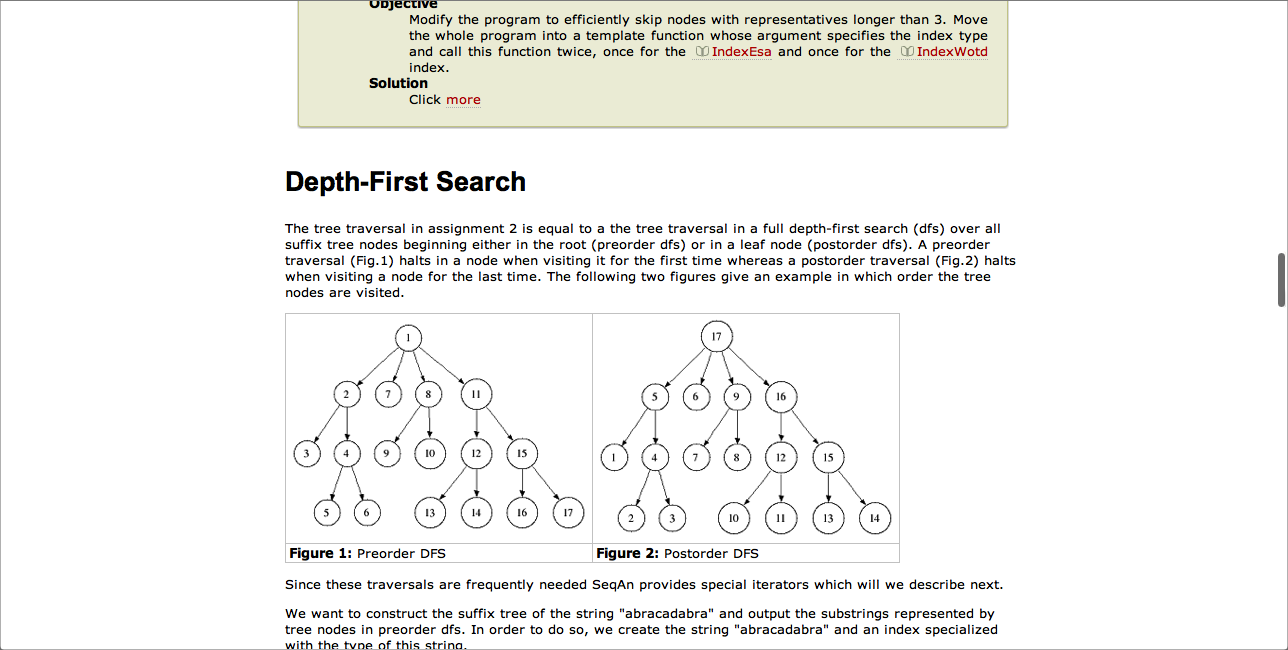 Objective
Modify the program to efficiently skip nodes with representatives longer than 3. Move
the whole program into a template function whose argument specifies the index type
and call this function twice, once for the IndexEsa and once for the IndexWotd
index.
Solution
Click more
Depth-First Search
The tree traversal in assignment 2 is equal to a the tree traversal in a full depth-first search (dfs) over all
suffix tree nodes beginning either in the root (preorder dfs) or in a leaf node (postorder dfs). A preorder
traversal (Fig.1) halts in a node when visiting it for the first time whereas a postorder traversal (Fig.2) halts
when visiting a node for the last time. The following two figures give an example in which order the tree
nodes are visited.
1
2 7 8 11
3 4 9 10 12 15
5 6 13 14 16 17
Figure 1: Preorder DFS
17
5 6 9 16
1 4 7 8 12 15
2 3 10 11 13 14
Figure 2: Postorder DFS
Since these traversals are frequently needed SeqAn provides special iterators which will we describe next.
We want to construct the suffix tree of the string "abracadabra" and output the substrings represented by
tree nodes in preorder dfs. In order to do so, we create the string "abracadabra" and an index specialized
with the type of this string.